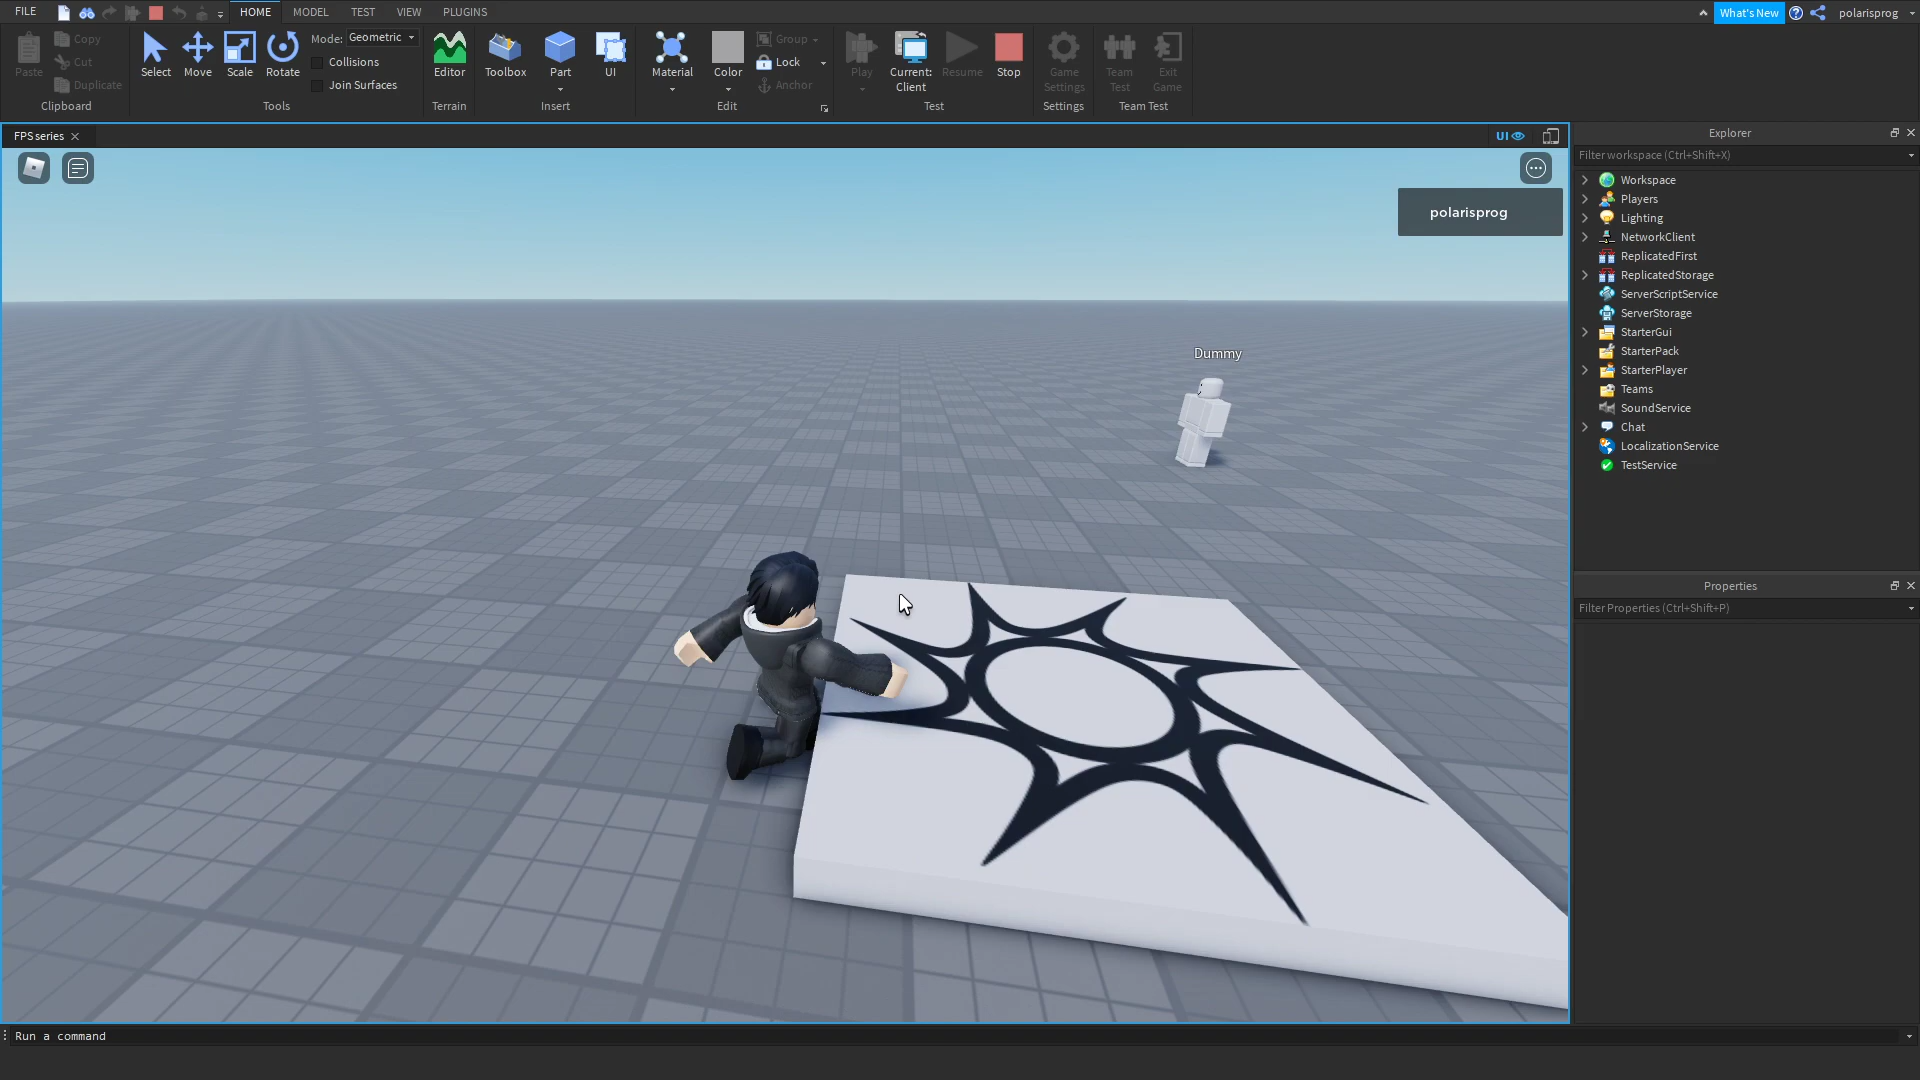 FILE
HOME
MODEL
TEST
VIEW
PLUGINS
What's New
polarisprog
Paste
Copy
Cut
Duplicate
Clipboard
Select
Move
Scale
Rotate
Mode: Geometric
Collisions
Join Surfaces
Tools
Editor
Terrain
Toolbox
Part
UI
Insert
Material
Color
Group
Lock
Anchor
Edit
Play
Current:
Client
Resume
Stop
Test
Game
Settings
Settings
Team
Test
Exit
Game
Team Test
FPS series
UI
polarisprog
Dummy
Explorer
Filter workspace (Ctrl+Shift+X)
Workspace
Players
Lighting
NetworkClient
ReplicatedFirst
ReplicatedStorage
ServerScriptService
ServerStorage
StarterGui
StarterPack
StarterPlayer
Teams
SoundService
Chat
LocalizationService
TestService
Properties
Filter Properties (Ctrl+Shift+P)
Run a command